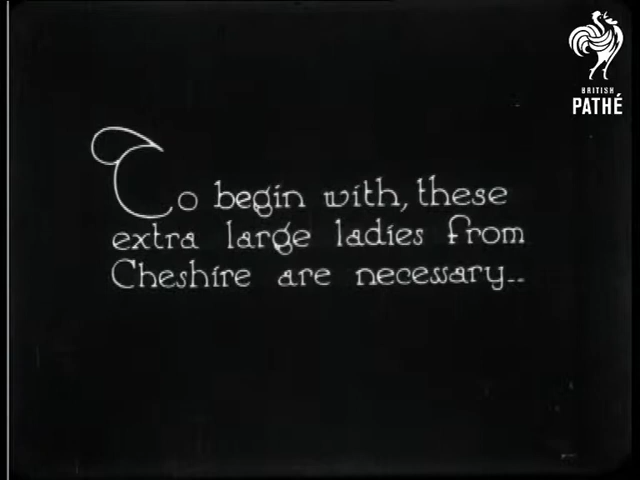 BRITISH
PATHÉ
To begin with, these
extra large ladies from
Cheshire are necessary..